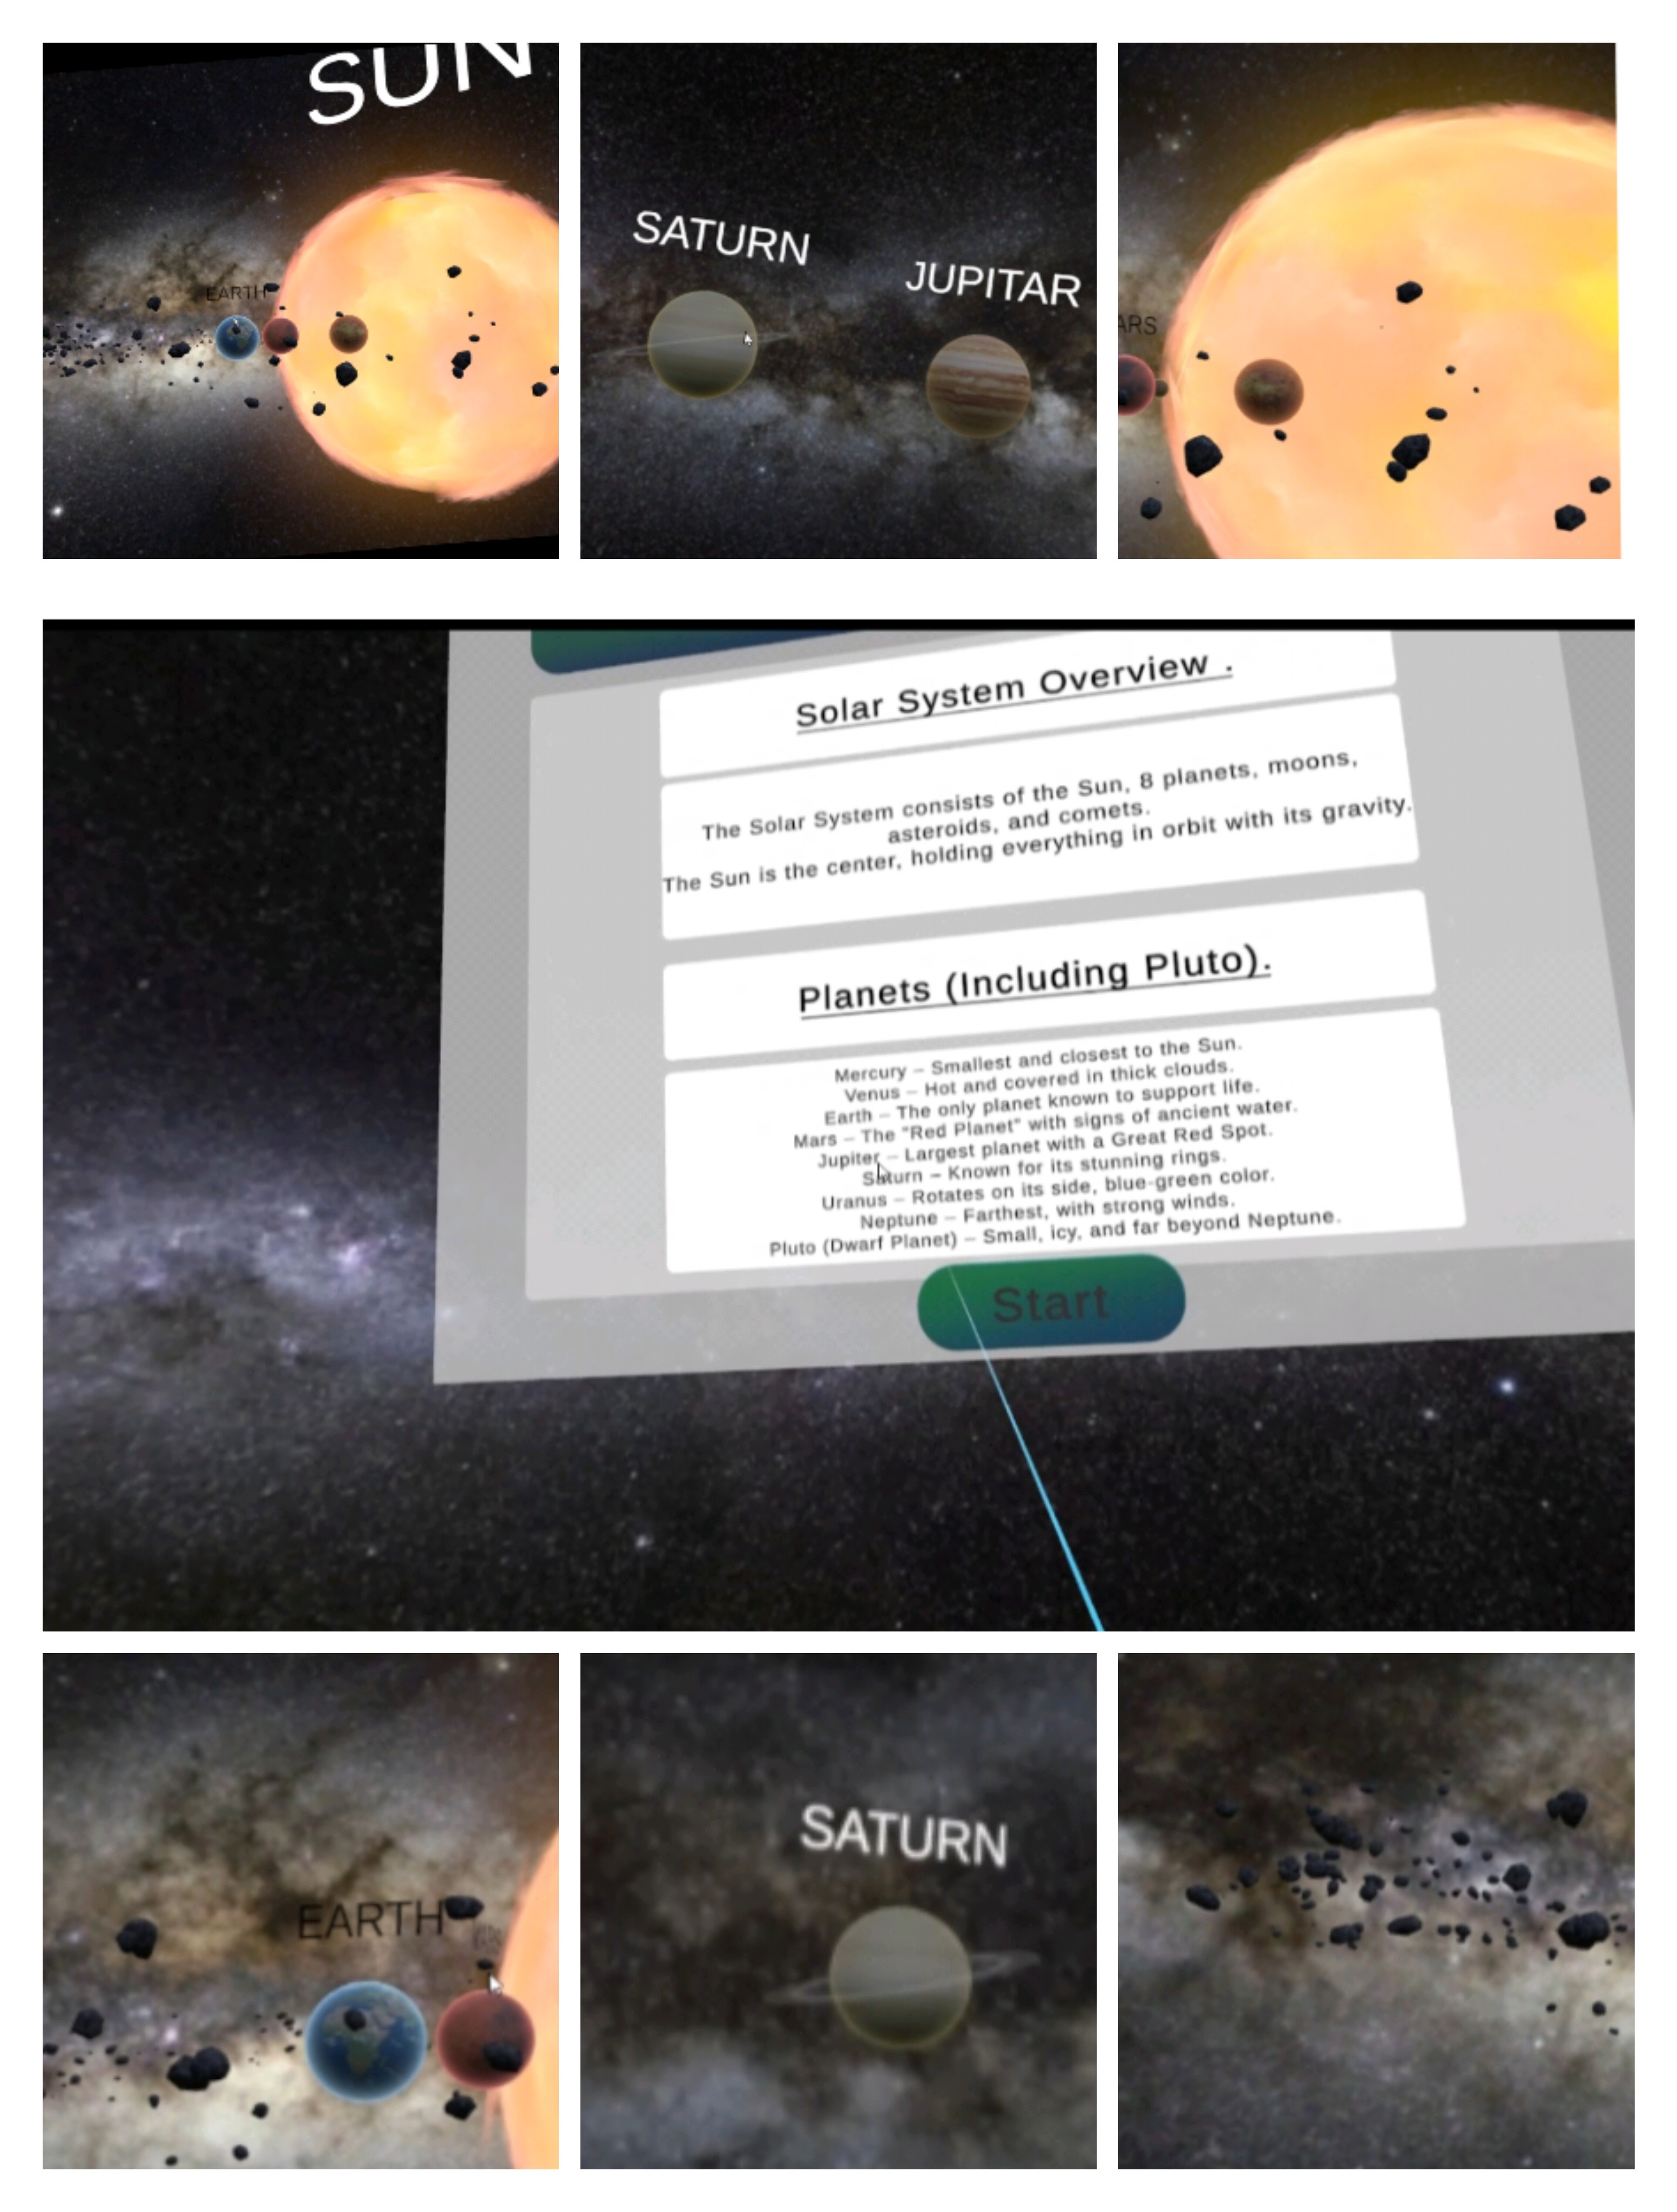 SUN
EARTH
SATURN
JUPITAR
ARS
Solar System Overview .
The Solar System consists of the Sun, 8 planets, moons,
asteroids, and comets.
The Sun is the center, holding everything in orbit with its gravity.
Planets (Including Pluto).
Mercury – Smallest and closest to the Sun.
Venus – Hot and covered in thick clouds.
Earth – The only planet known to support life.
Mars – The "Red Planet" with signs of ancient water.
Jupiter – Largest planet with a Great Red Spot.
Saturn – Known for its stunning rings.
Uranus – Rotates on its side, blue-green color.
Neptune – Farthest, with strong winds.
Pluto (Dwarf Planet) – Small, icy, and far beyond Neptune.
Start
EARTH
SATURN